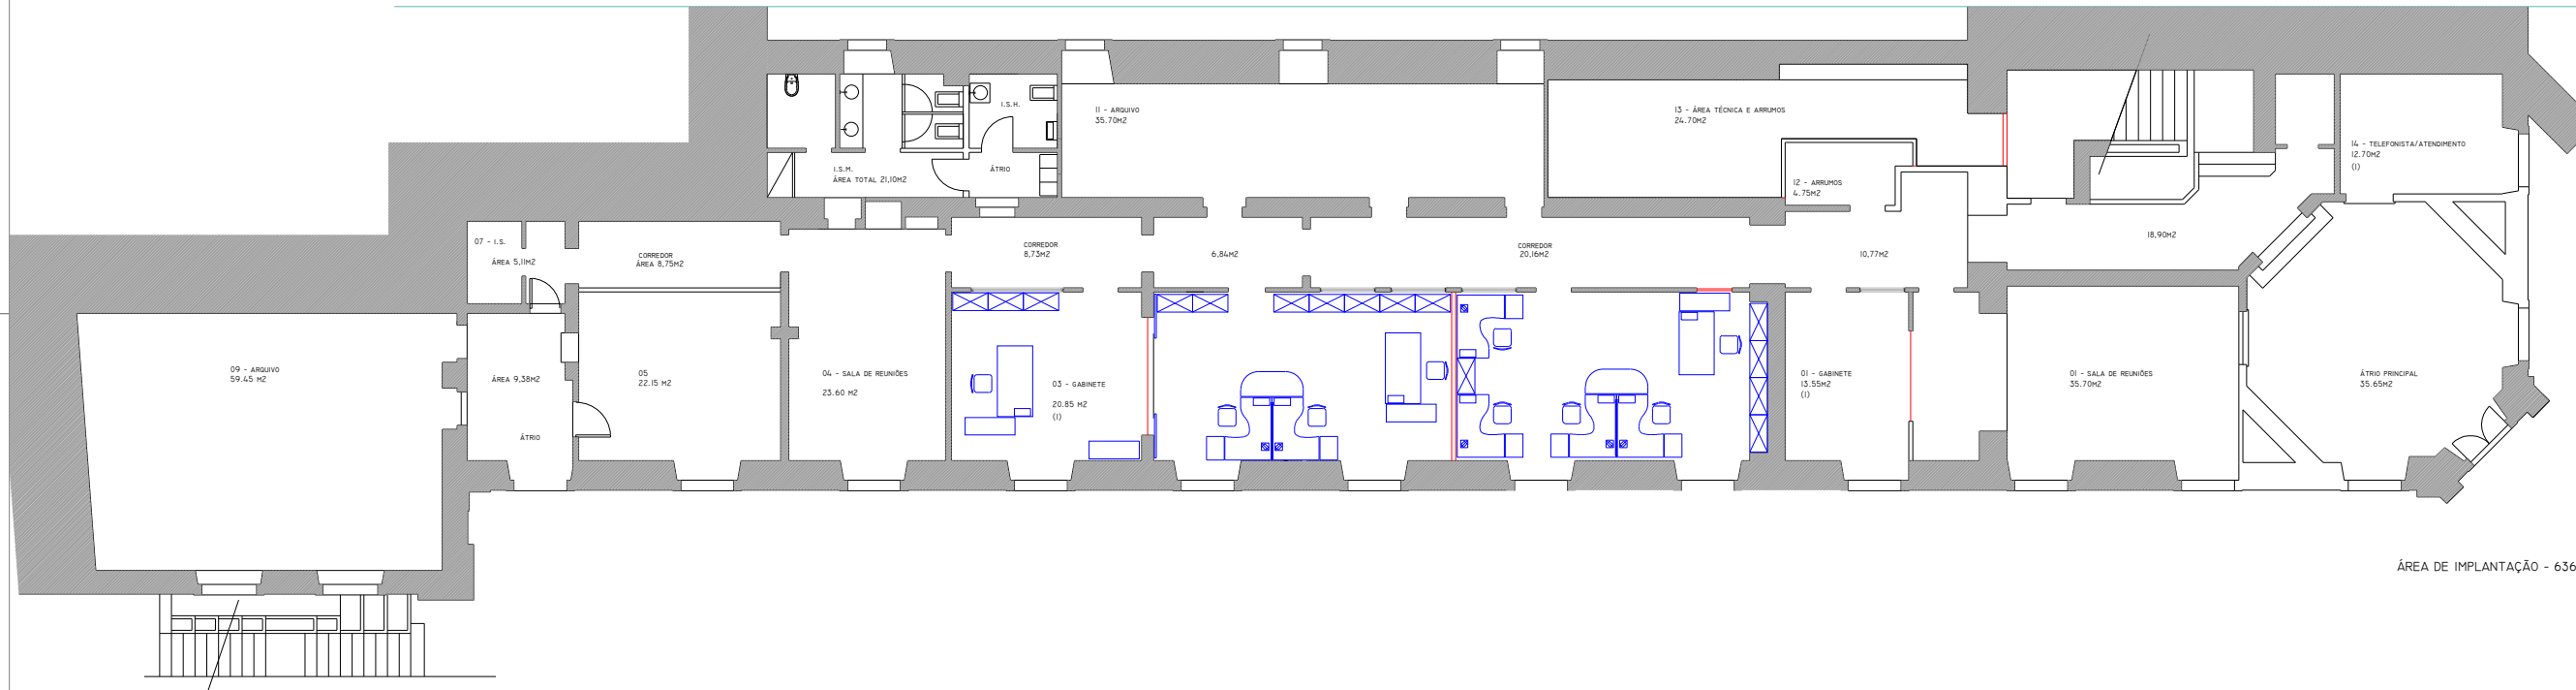 11 - ARQUIVO
35.70M2
13 - ÁREA TÉCNICA E ARRUMOS
24.70M2
I.S.H.
14 - TELEFONISTA/ATENDIMENTO
12.70M2
(1)
I.S.M.
ÁREA TOTAL 21,10M2
ÁTRIO
12 - ARRUMOS
4.75M2
07 - I.S.
ÁREA 5,11M2
CORREDOR
ÁREA 8,75M2
CORREDOR
8,73M2
6,84M2
CORREDOR
20,16M2
10,77M2
18,90M2
09 - ARQUIVO
59.45 M2
ÁREA 9,38M2
ÁTRIO
05
22.15 M2
04 - SALA DE REUNIÕES
23.60 M2
03 - GABINETE
20.85 M2
(1)
01 - GABINETE
13.55M2
(1)
01 - SALA DE REUNIÕES
35.70M2
ÁTRIO PRINCIPAL
35.65M2
ÁREA DE IMPLANTAÇÃO - 636